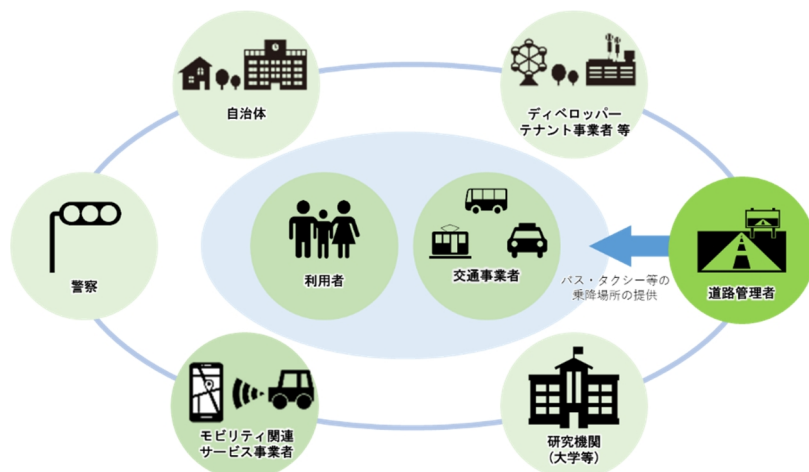 自治体
ディベロッパー
テナント事業者 等
警察
利用者
交通事業者
バス・タクシー等の
乗降場所の提供
道路管理者
モビリティ関連
サービス事業者
研究機関
(大学等)